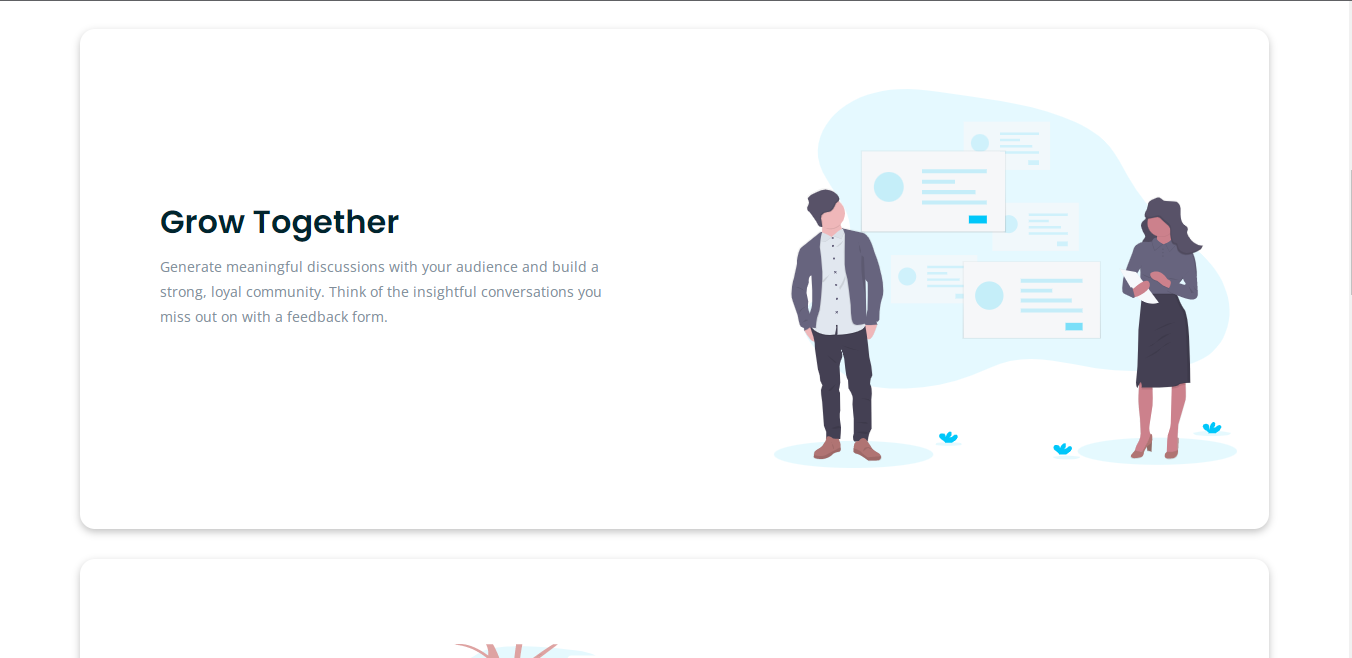 Grow Together
Generate meaningful discussions with your audience and build a
strong, loyal community. Think of the insightful conversations you
miss out on with a feedback form.